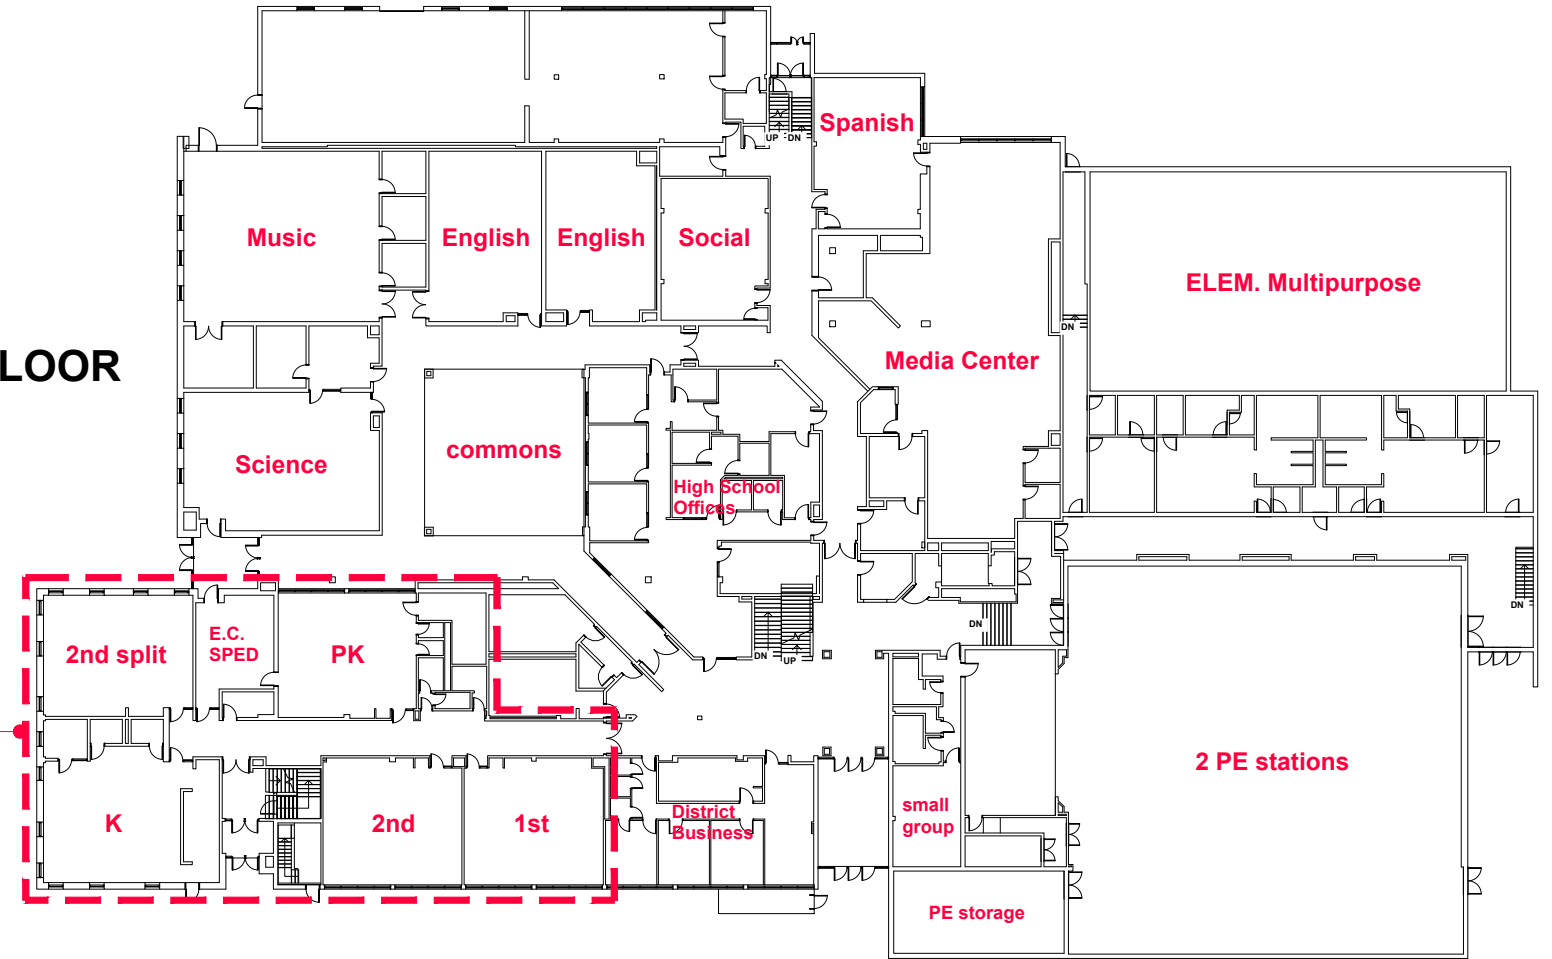 Spanish
UP DN
Music
English
English
Social
ELEM. Multipurpose
DN
LOOR
Media Center
commons
Science
High School
Offices
DN
2nd split
E.C.
SPED
PK
DN
DN
UP
2 PE stations
K
2nd
1st
District
Business
small
group
PE storage